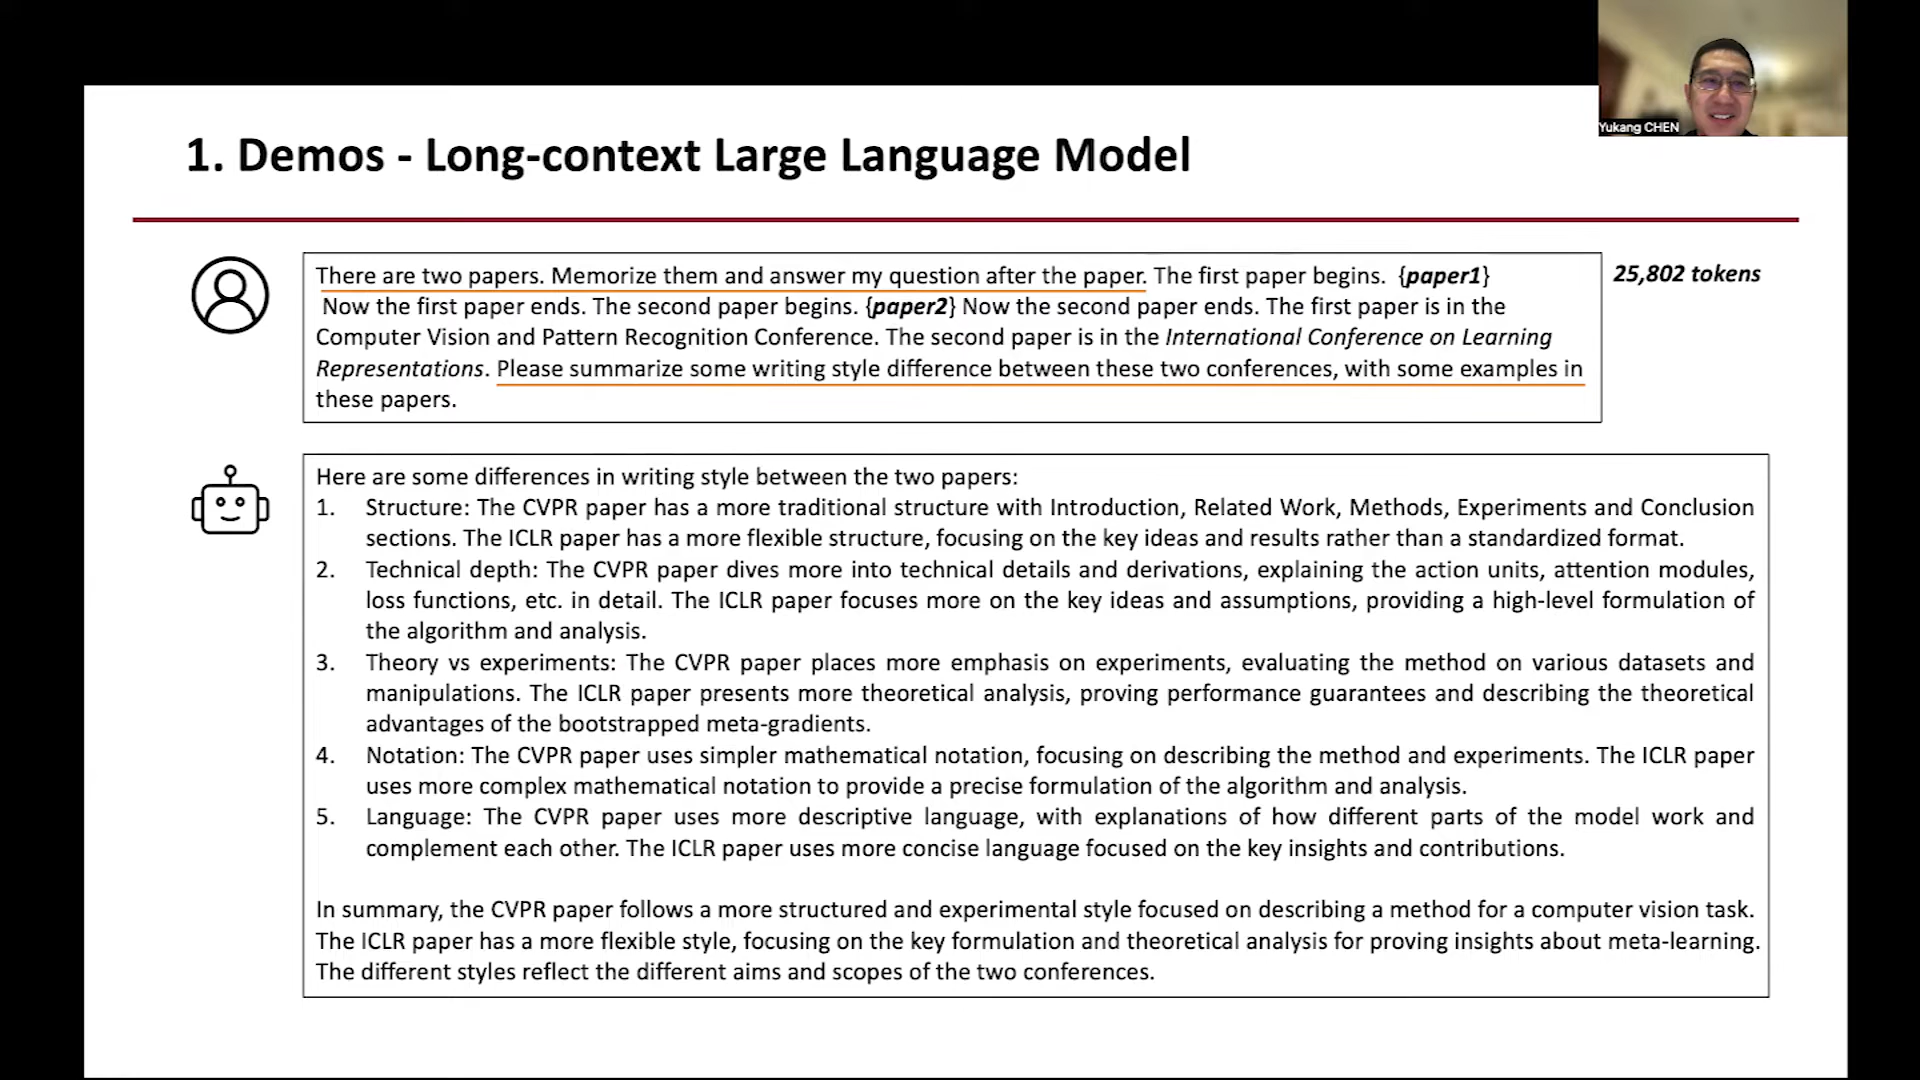 Yukang CHEN
1. Demos - Long-context Large Language Model
There are two papers. Memorize them and answer my question after the paper. The first paper begins. {paper1}
Now the first paper ends. The second paper begins. {paper2} Now the second paper ends. The first paper is in the
Computer Vision and Pattern Recognition Conference. The second paper is in the International Conference on Learning
Representations. Please summarize some writing style difference between these two conferences, with some examples in
these papers.
25,802 tokens
Here are some differences in writing style between the two papers:
1. Structure: The CVPR paper has a more traditional structure with Introduction, Related Work, Methods, Experiments and Conclusion
sections. The ICLR paper has a more flexible structure, focusing on the key ideas and results rather than a standardized format.
2. Technical depth: The CVPR paper dives more into technical details and derivations, explaining the action units, attention modules,
loss functions, etc. in detail. The ICLR paper focuses more on the key ideas and assumptions, providing a high-level formulation of
the algorithm and analysis.
3. Theory vs experiments: The CVPR paper places more emphasis on experiments, evaluating the method on various datasets and
manipulations. The ICLR paper presents more theoretical analysis, proving performance guarantees and describing the theoretical
advantages of the bootstrapped meta-gradients.
4. Notation: The CVPR paper uses simpler mathematical notation, focusing on describing the method and experiments. The ICLR paper
uses more complex mathematical notation to provide a precise formulation of the algorithm and analysis.
5. Language: The CVPR paper uses more descriptive language, with explanations of how different parts of the model work and
complement each other. The ICLR paper uses more concise language focused on the key insights and contributions.
In summary, the CVPR paper follows a more structured and experimental style focused on describing a method for a computer vision task.
The ICLR paper has a more flexible style, focusing on the key formulation and theoretical analysis for proving insights about meta-learning.
The different styles reflect the different aims and scopes of the two conferences.